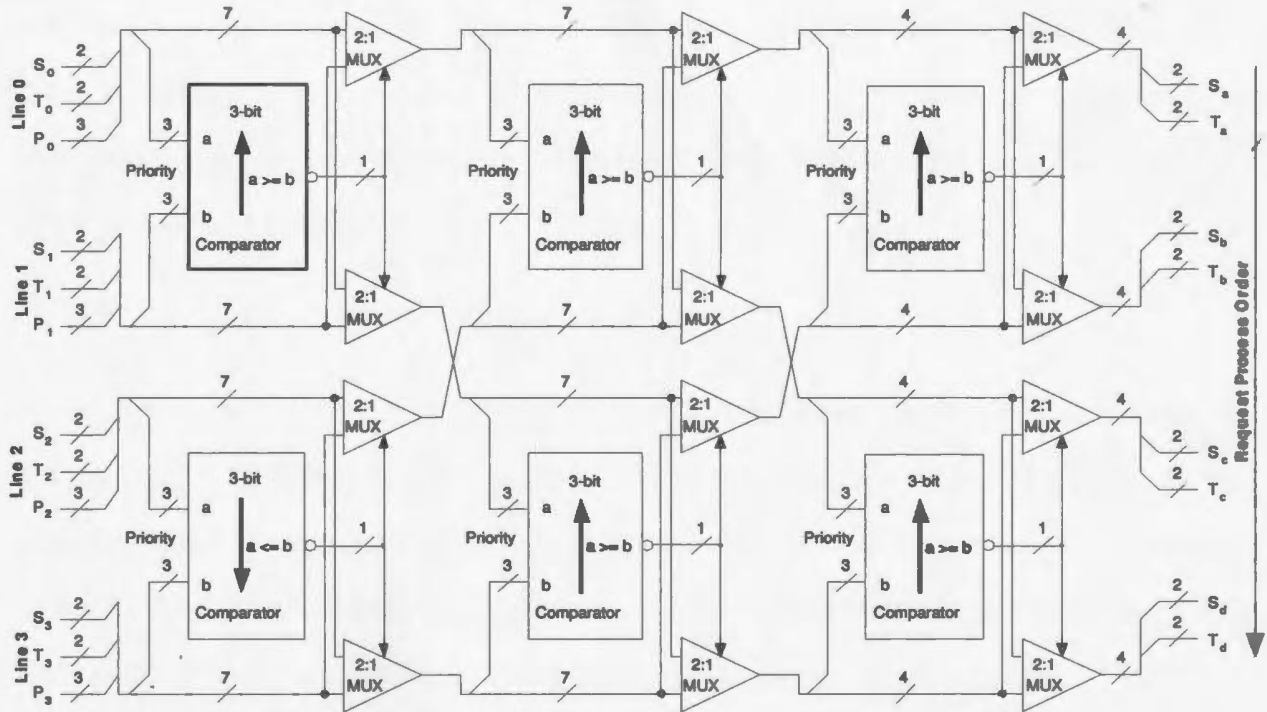 7
7
4
2:1
MUX
2:1
MUX
2:1
MUX
4
Line 0
S0
2
T0
2
P0
3
2
Sa
2
Ta
3-bit
3
a
Priority
a >= b
1
3
b
Comparator
3-bit
3
a
Priority
a >= b
1
3
b
Comparator
3-bit
3
a
Priority
a >= b
1
3
b
Comparator
Line 1
S1
2
T1
2
P1
3
2
Sb
2
Tb
2:1
MUX
2:1
MUX
2:1
MUX
4
7
7
4
Request Process Order
7
7
4
2:1
MUX
2:1
MUX
2:1
MUX
4
Line 2
S2
2
T2
2
P2
3
2
Sc
2
Tc
3-bit
3
a
Priority
a <= b
1
3
b
Comparator
3-bit
3
a
Priority
a >= b
1
3
b
Comparator
3-bit
3
a
Priority
a >= b
1
3
b
Comparator
Line 3
S3
2
T3
2
P3
3
2
Sd
2
Td
2:1
MUX
2:1
MUX
2:1
MUX
4
7
7
4